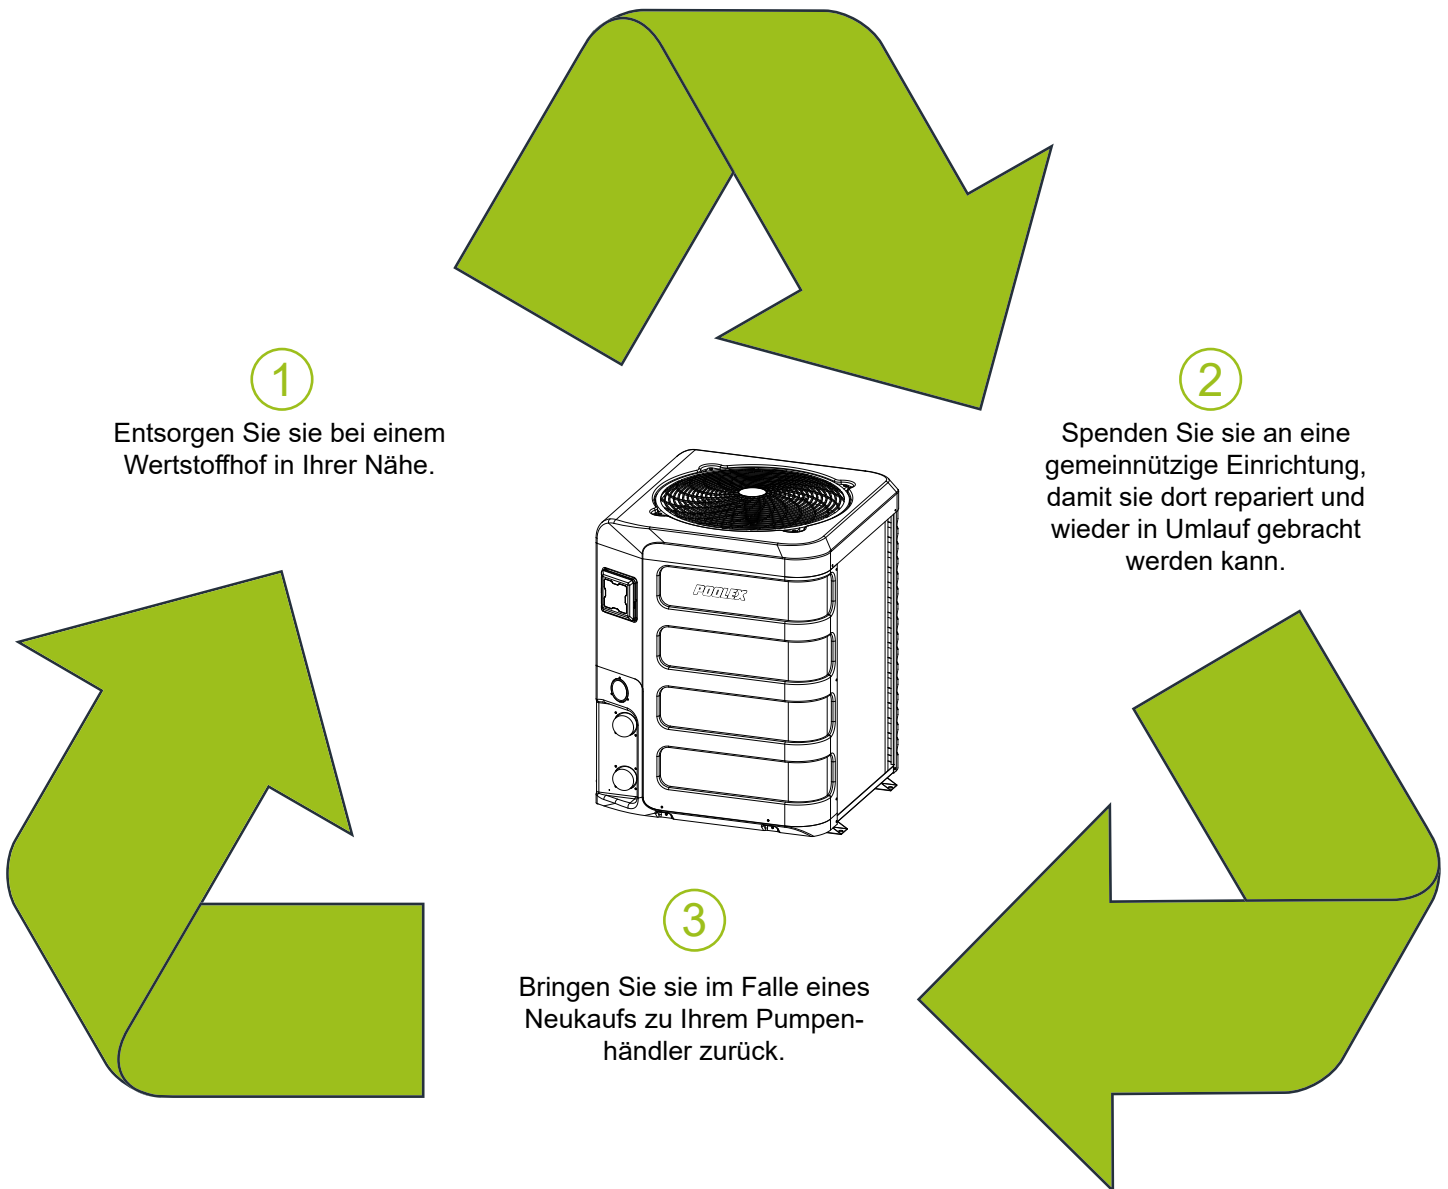 1
Entsorgen Sie sie bei einem
Wertstoffhof in Ihrer Nähe.
2
Spenden Sie sie an eine
gemeinnützige Einrichtung,
damit sie dort repariert und
wieder in Umlauf gebracht
werden kann.
POOLEX
3
Bringen Sie sie im Falle eines
Neukaufs zu Ihrem Pumpen-
händler zurück.